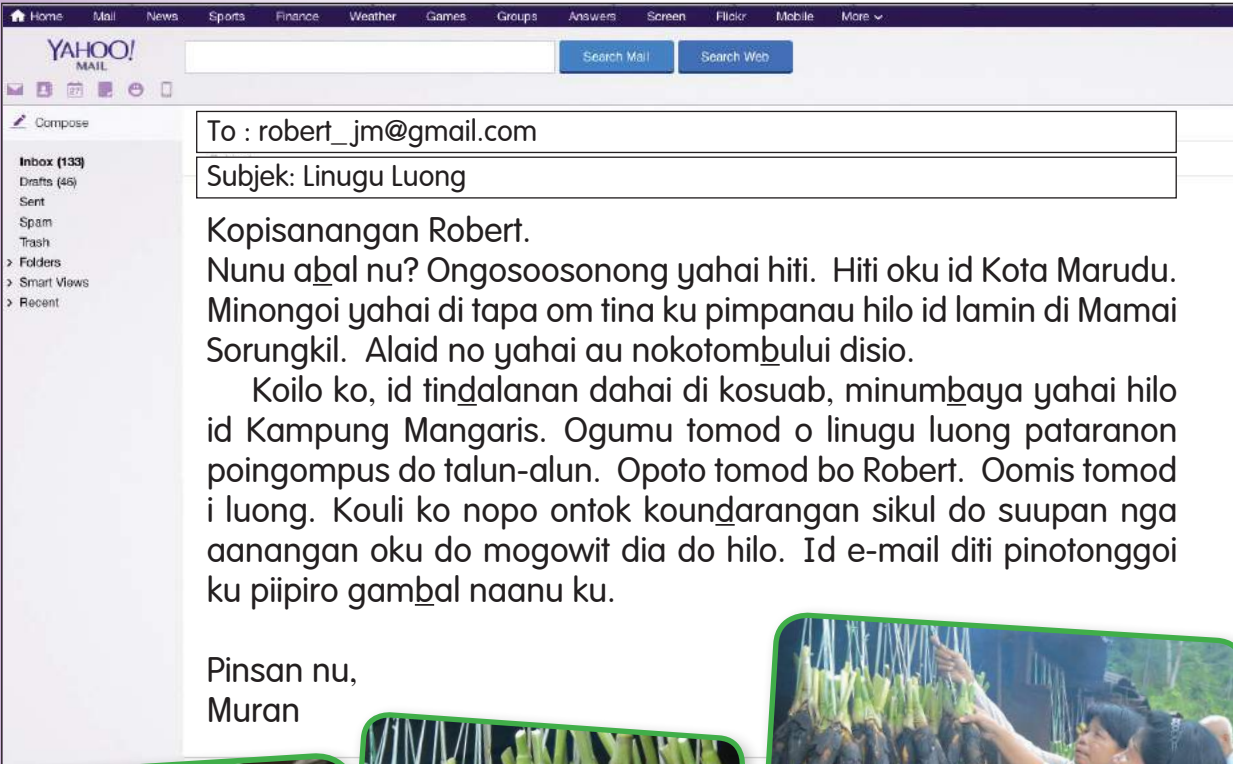 Home Mail News Sports Finance Weather Games Groups Answers Screen Flickr Mobile More
YAHOO!
MAIL
Search Mail Search Web
27
Compose
Inbox (133)
Drafts (46)
Sent
Spam
Trash
> Folders
> Smart Views
> Recent
To : robert_jm@gmail.com
Subjek: Linugu Luong
Kopisanangan Robert.
Nunu abal nu? Ongosoosonong yahai hiti. Hiti oku id Kota Marudu.
Minongoi yahai di tapa om tina ku pimpanau hilo id lamin di Mamai
Sorungkil. Alaid no yahai au nokotombului disio.
Koilo ko, id tindalanan dahai di kosuab, minumbaya yahai hilo
id Kampung Mangaris. Ogumu tomod o linugu luong pataranon
poingompus do talun-alun. Opoto tomod bo Robert. Oomis tomod
i luong. Kouli ko nopo ontok koundarangan sikul do suupan nga
aanangan oku do mogowit dia do hilo. Id e-mail diti pinotonggoi
ku piipiro gambal naanu ku.
Pinsan nu,
Muran